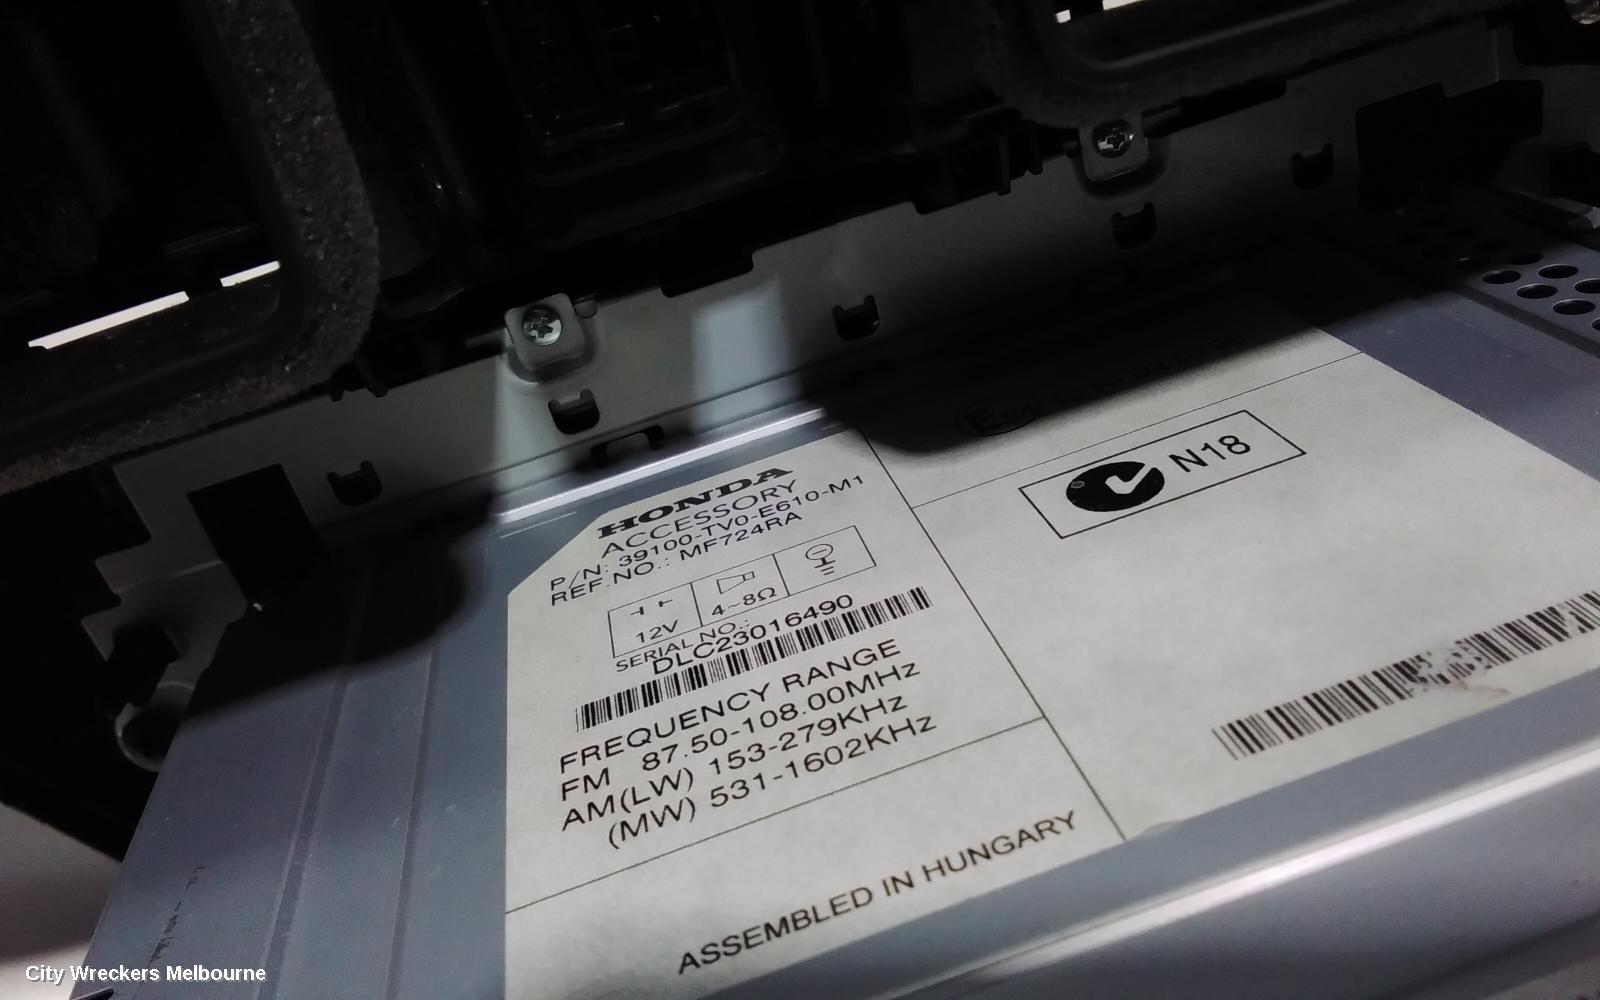 HONDA
ACCESSORY
P/N: 39100-TV0-E610-M1
REF.NO.: MF724RA
12V
4~8Ω
SERIAL NO.:
DLC23016490
FREQUENCY RANGE
FM 87.50-108.00MHz
AM(LW) 153-279KHz
(MW) 531-1602KHz
ASSEMBLED IN HUNGARY
N18
City Wreckers Melbourne